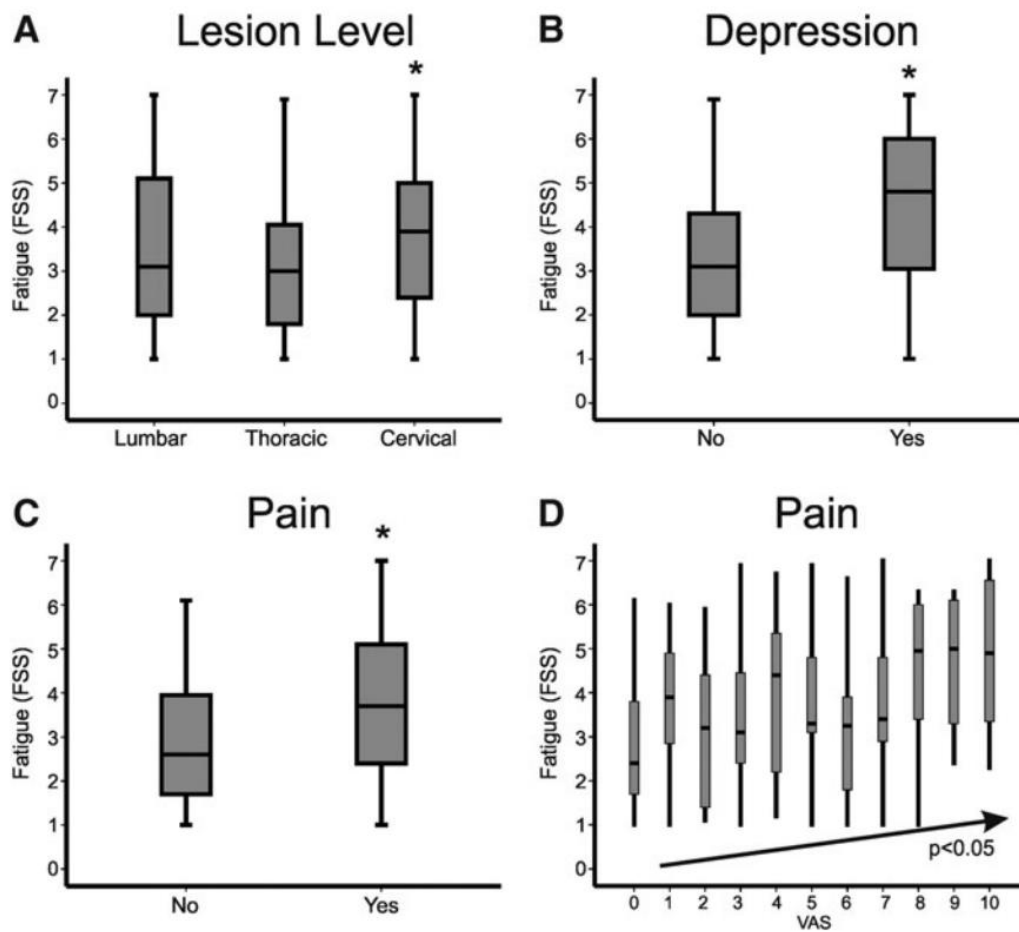 A Lesion Level
*
7
6
5
4
3
2
1
0
Fatigue (FSS)
Lumbar Thoracic Cervical
B Depression
*
7
6
5
4
3
2
1
0
Fatigue (FSS)
No Yes
C Pain
*
7
6
5
4
3
2
1
0
Fatigue (FSS)
No Yes
D Pain
7
6
5
4
3
2
1
0
Fatigue (FSS)
p<0.05
0 1 2 3 4 5 6 7 8 9 10
VAS